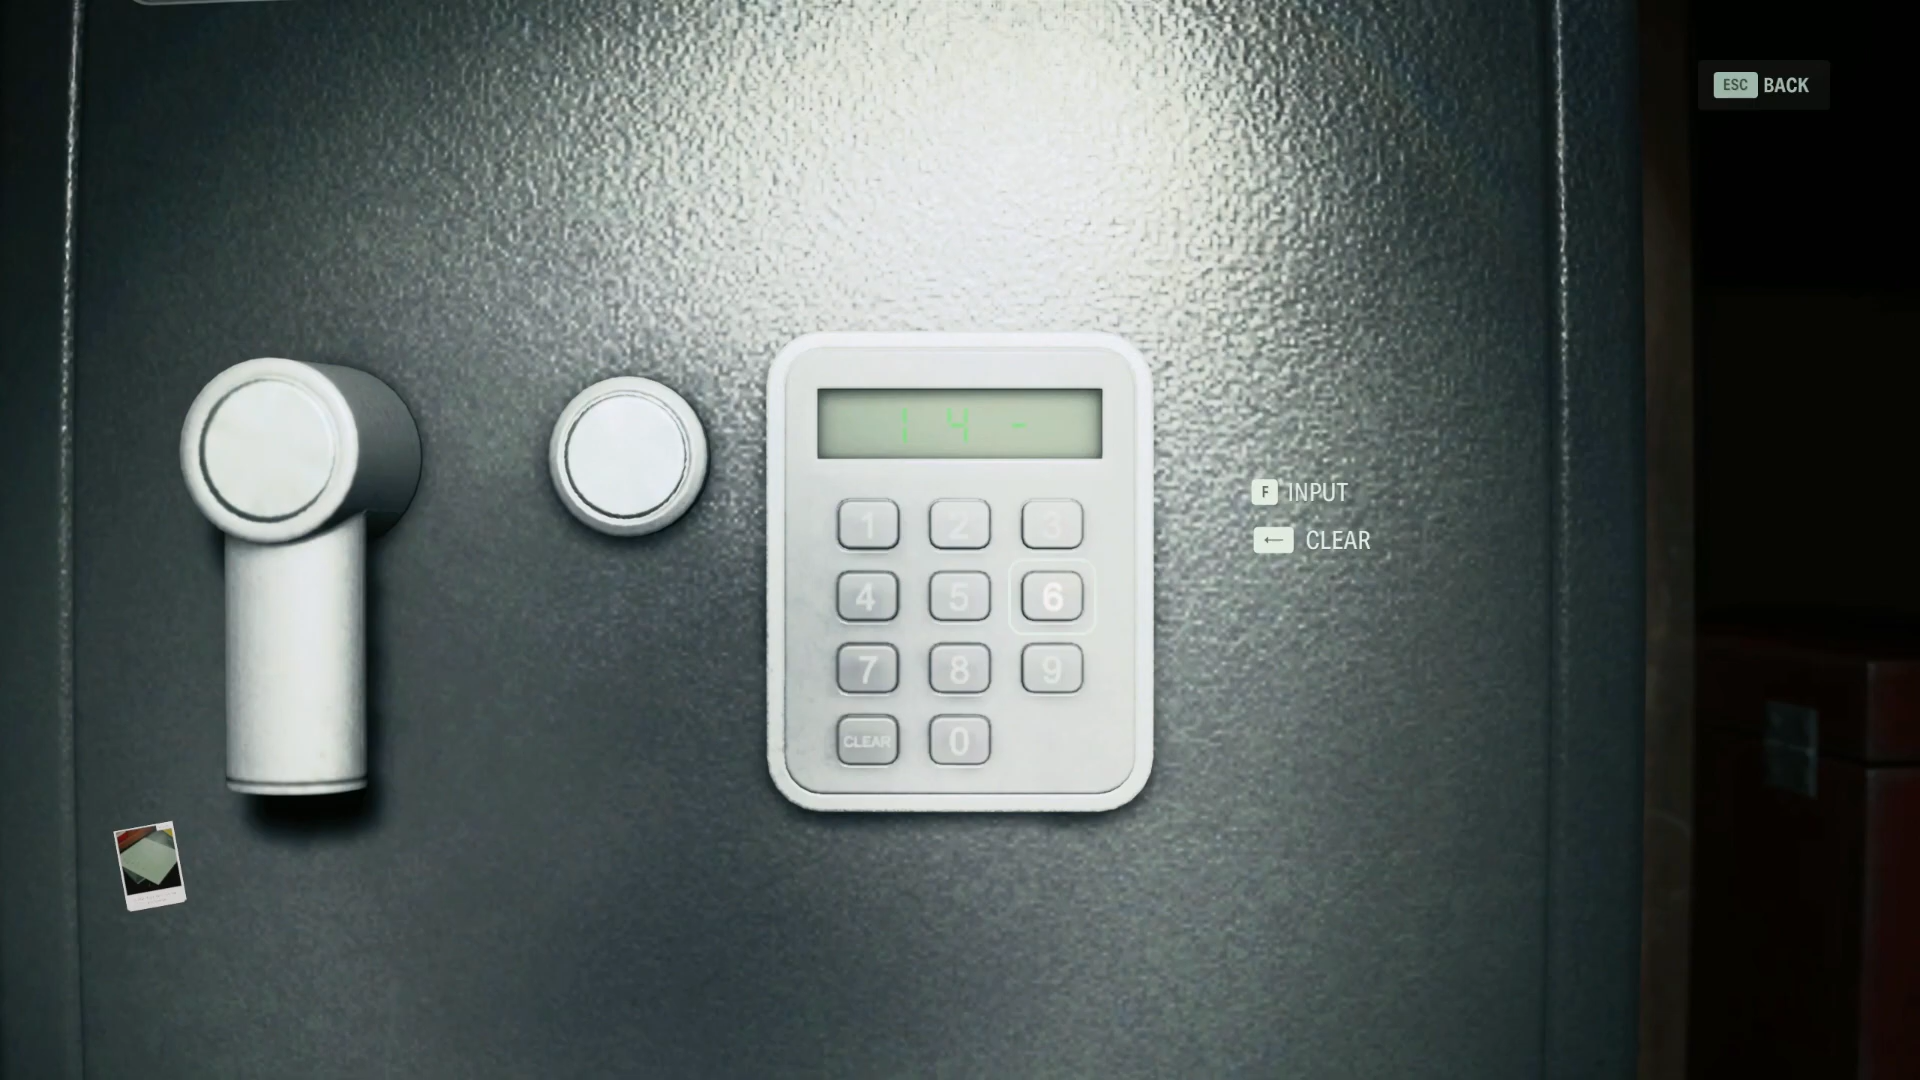 ESC BACK
1 4 -
1 2 3
F INPUT
← CLEAR
4 5 6
7 8 9
CLEAR 0